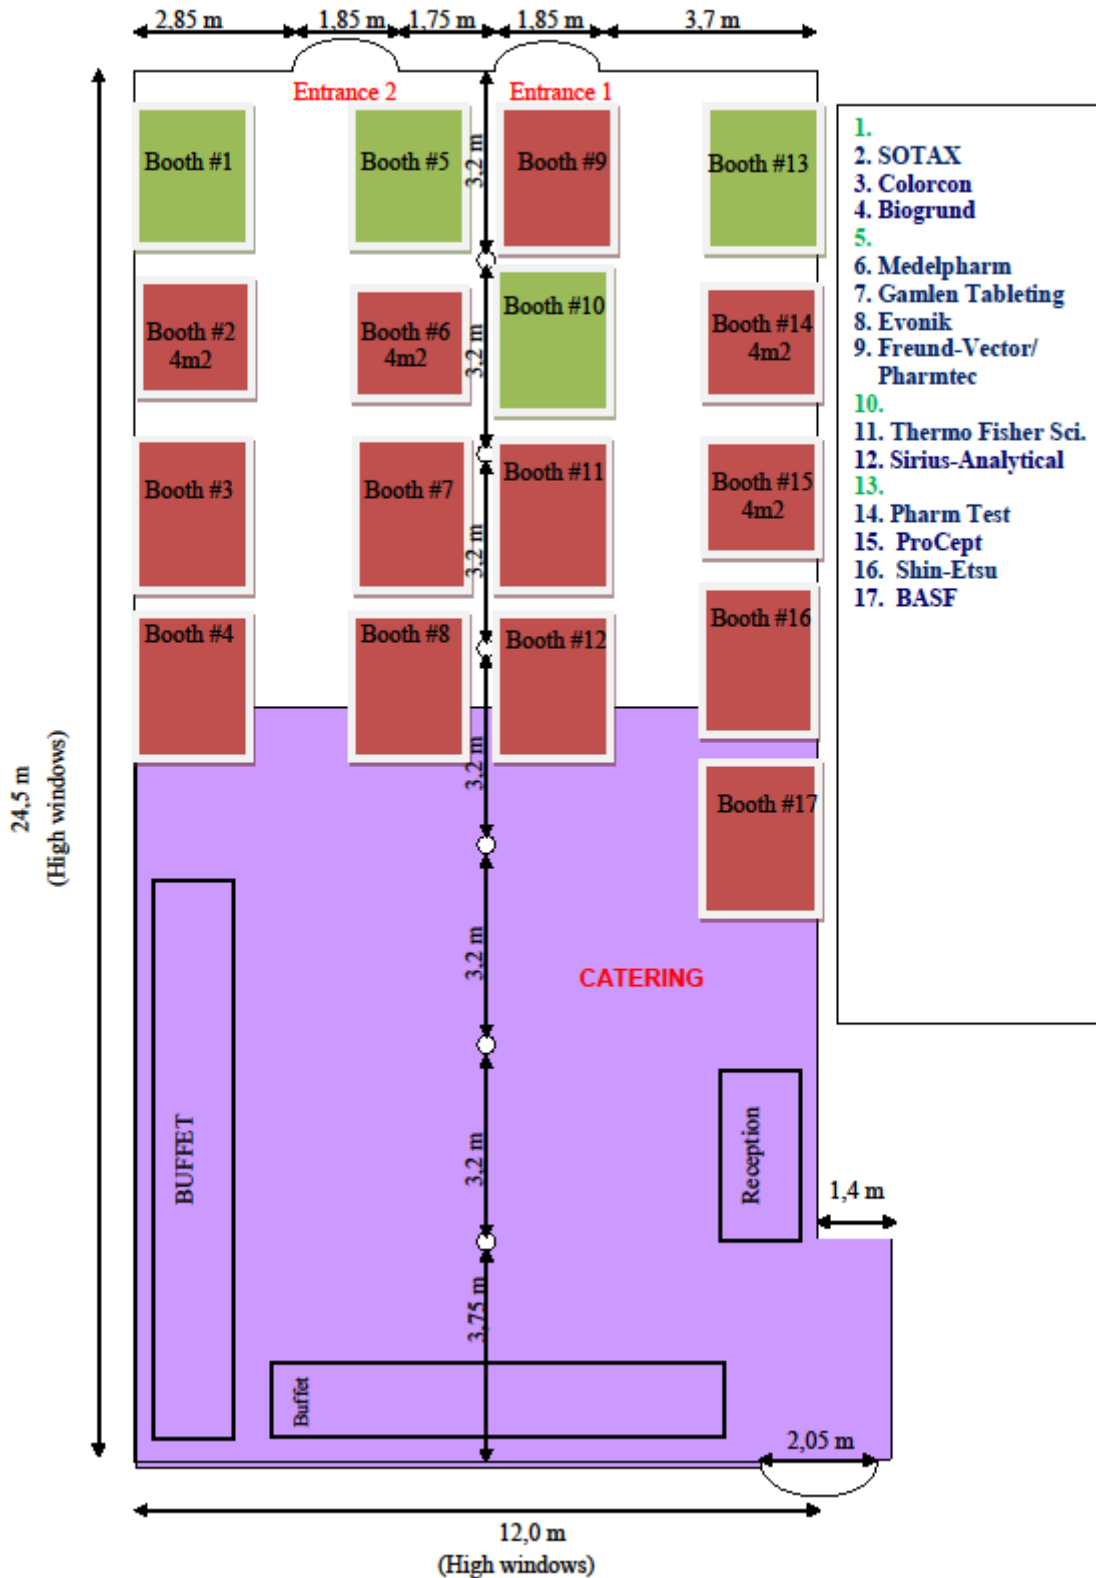 2,85 m
1,85 m
1,75 m
1,85 m
3,7 m
Entrance 2
Entrance 1
Booth #1
Booth #5
3.2 m
Booth #9
Booth #13
Booth #2
4m2
Booth #6
4m2
3.2 m
Booth #10
Booth #14
4m2
Booth #3
Booth #7
3.2 m
Booth #11
Booth #15
4m2
Booth #4
Booth #8
Booth #12
Booth #16
3.2 m
Booth #17
24,5 m
(High windows)
3.2 m
CATERING
BUFFET
3.2 m
Reception
1,4 m
3,75 m
Buffet
2,05 m
12,0 m
(High windows)
1.
2. SOTAX
3. Colorcon
4. Biogrund
5.
6. Medelpharm
7. Gamlen Tableting
8. Evonik
9. Freund-Vector/
Pharmtec
10.
11. Thermo Fisher Sci.
12. Sirius-Analytical
13.
14. Pharm Test
15. ProCept
16. Shin-Etsu
17. BASF